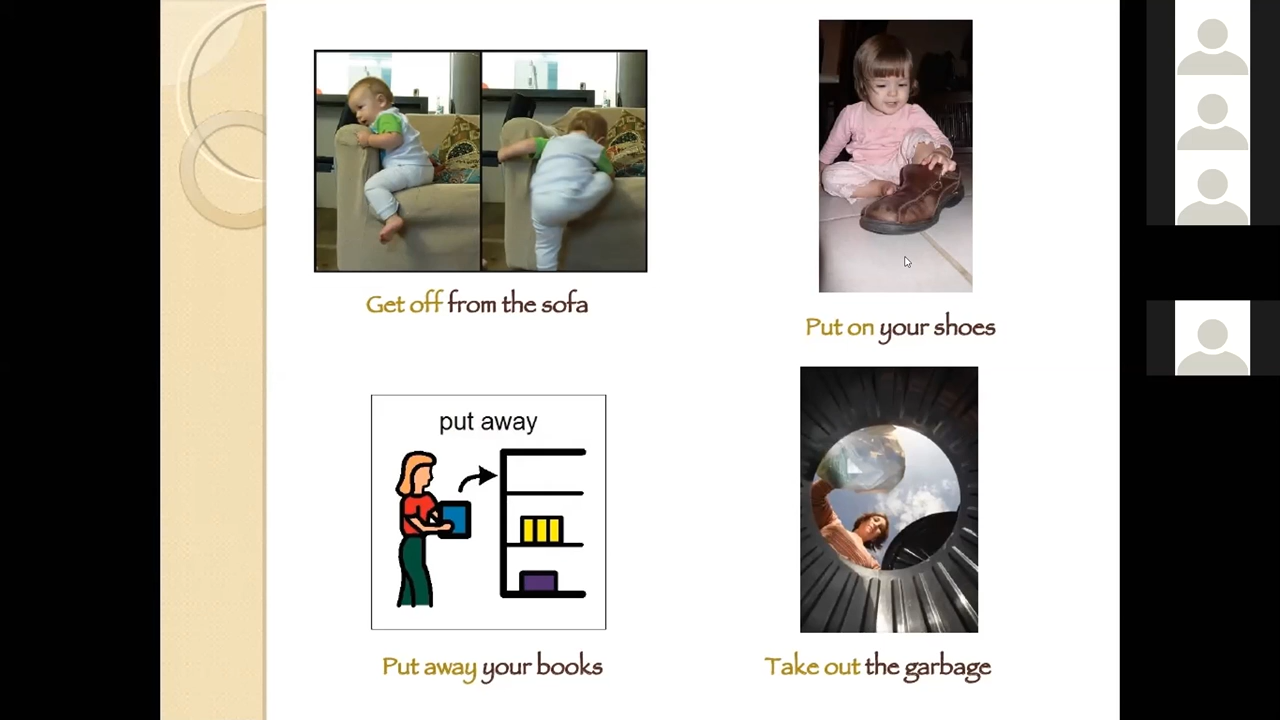 Get off from the sofa
Put on your shoes
put away
Put away your books
Take out the garbage